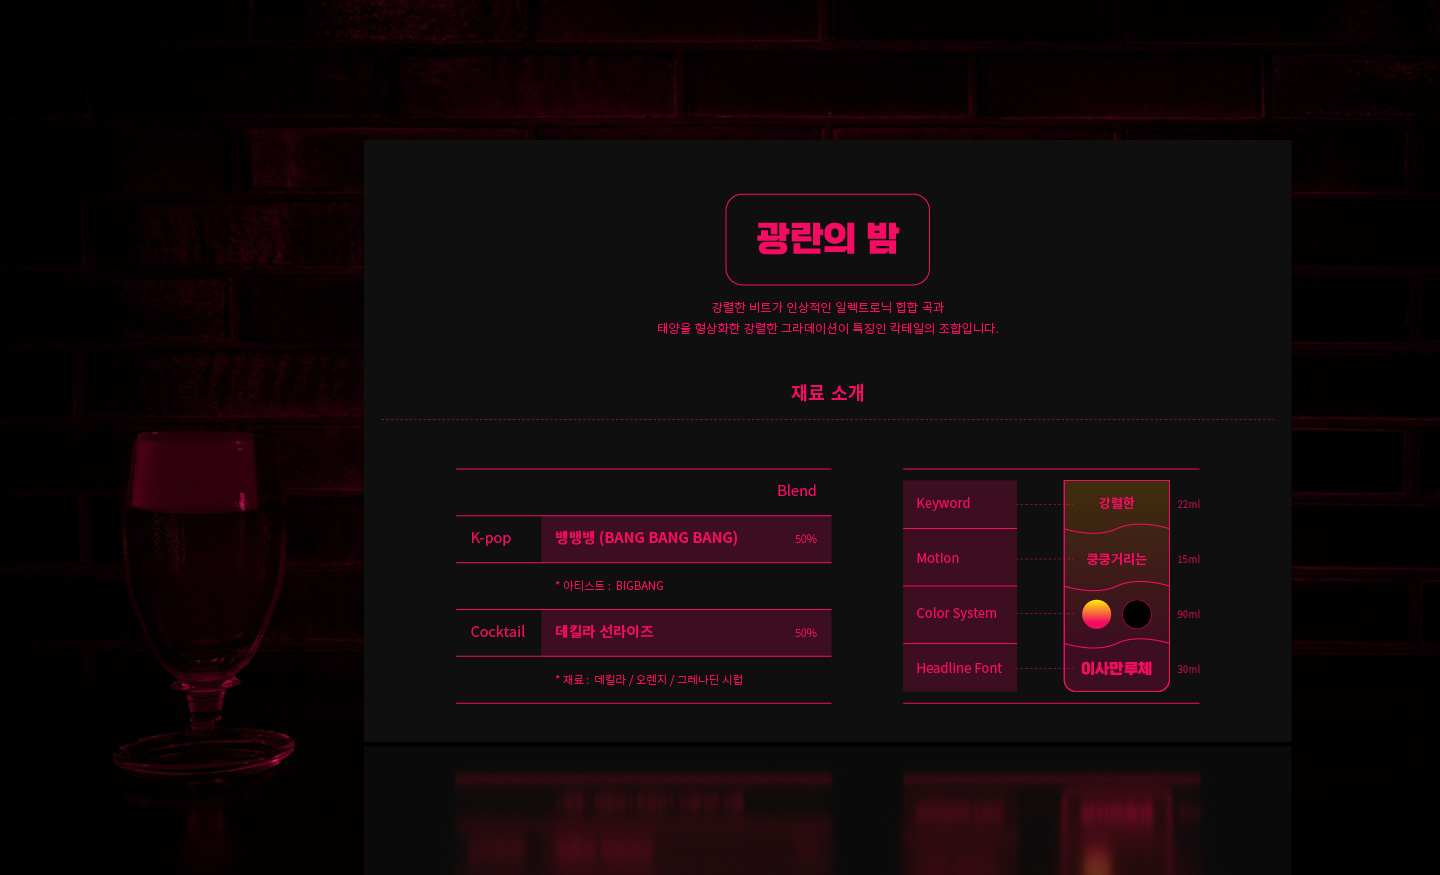 광란의 밤
강렬한 비트가 인상적인 일렉트로닉 힙합 곡과
태양을 형상화한 강렬한 그라데이션이 특징인 칵테일의 조합입니다.
재료 소개
Blend
K-pop 뱅뱅뱅 (BANG BANG BANG) 50%
* 아티스트 : BIGBANG
Cocktail 데킬라 선라이즈 50%
* 재료 : 데킬라 / 오렌지 / 그레나딘 시럽
Keyword 강렬한 22ml
Motion 쿵쿵거리는 15ml
Color System 90ml
Headline Font 이사만루체 30ml